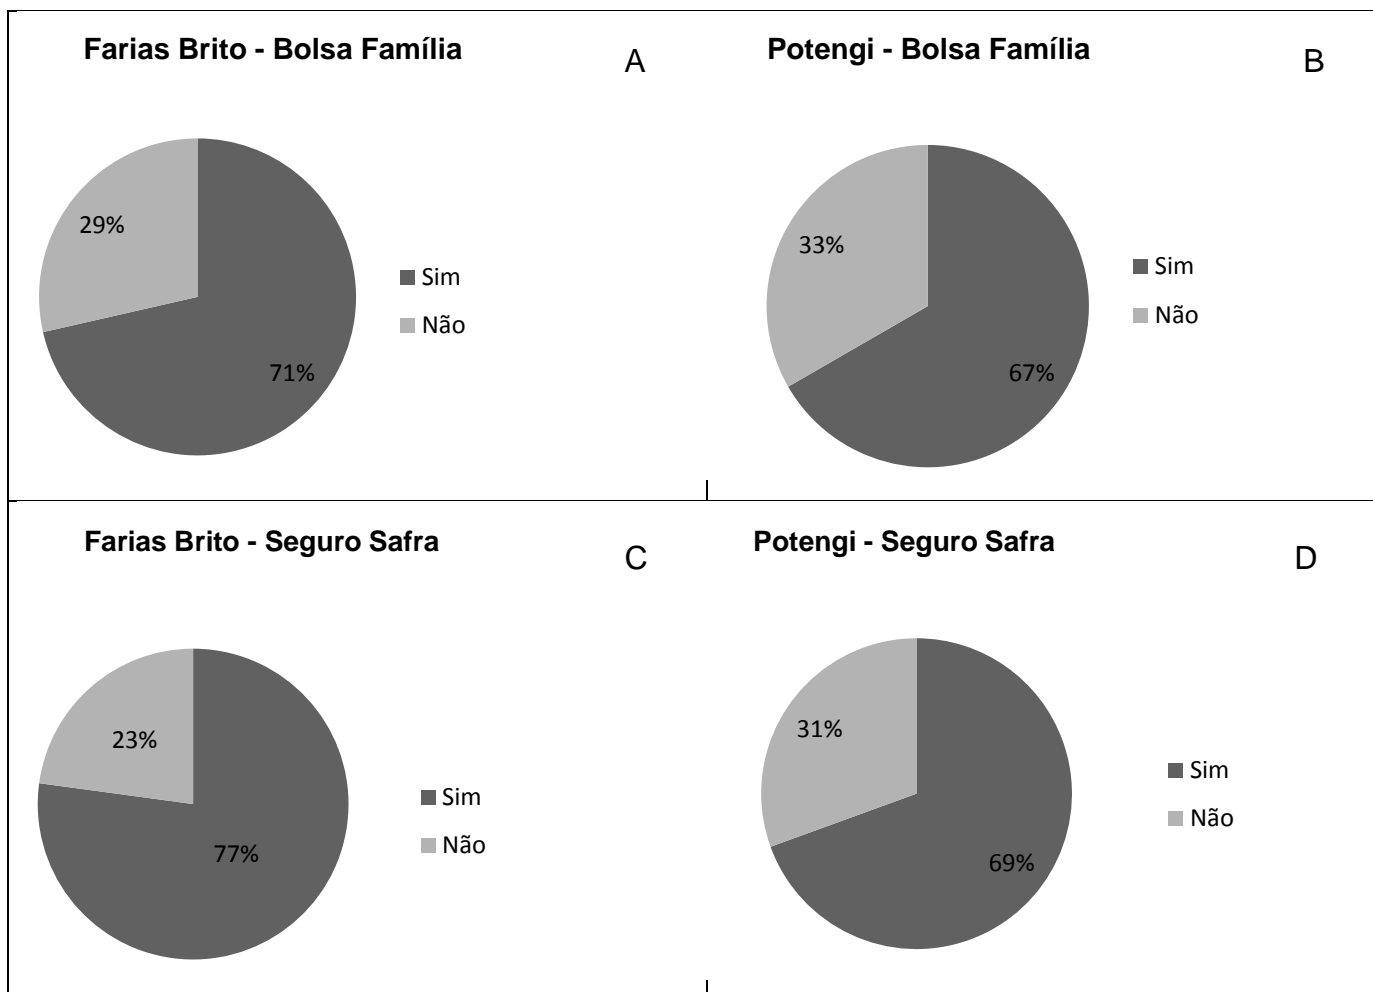 Farias Brito - Bolsa Família
A
29%
71%
Sim
Não
Potengi - Bolsa Família
B
33%
67%
Sim
Não
Farias Brito - Seguro Safra
C
23%
77%
Sim
Não
Potengi - Seguro Safra
D
31%
69%
Sim
Não